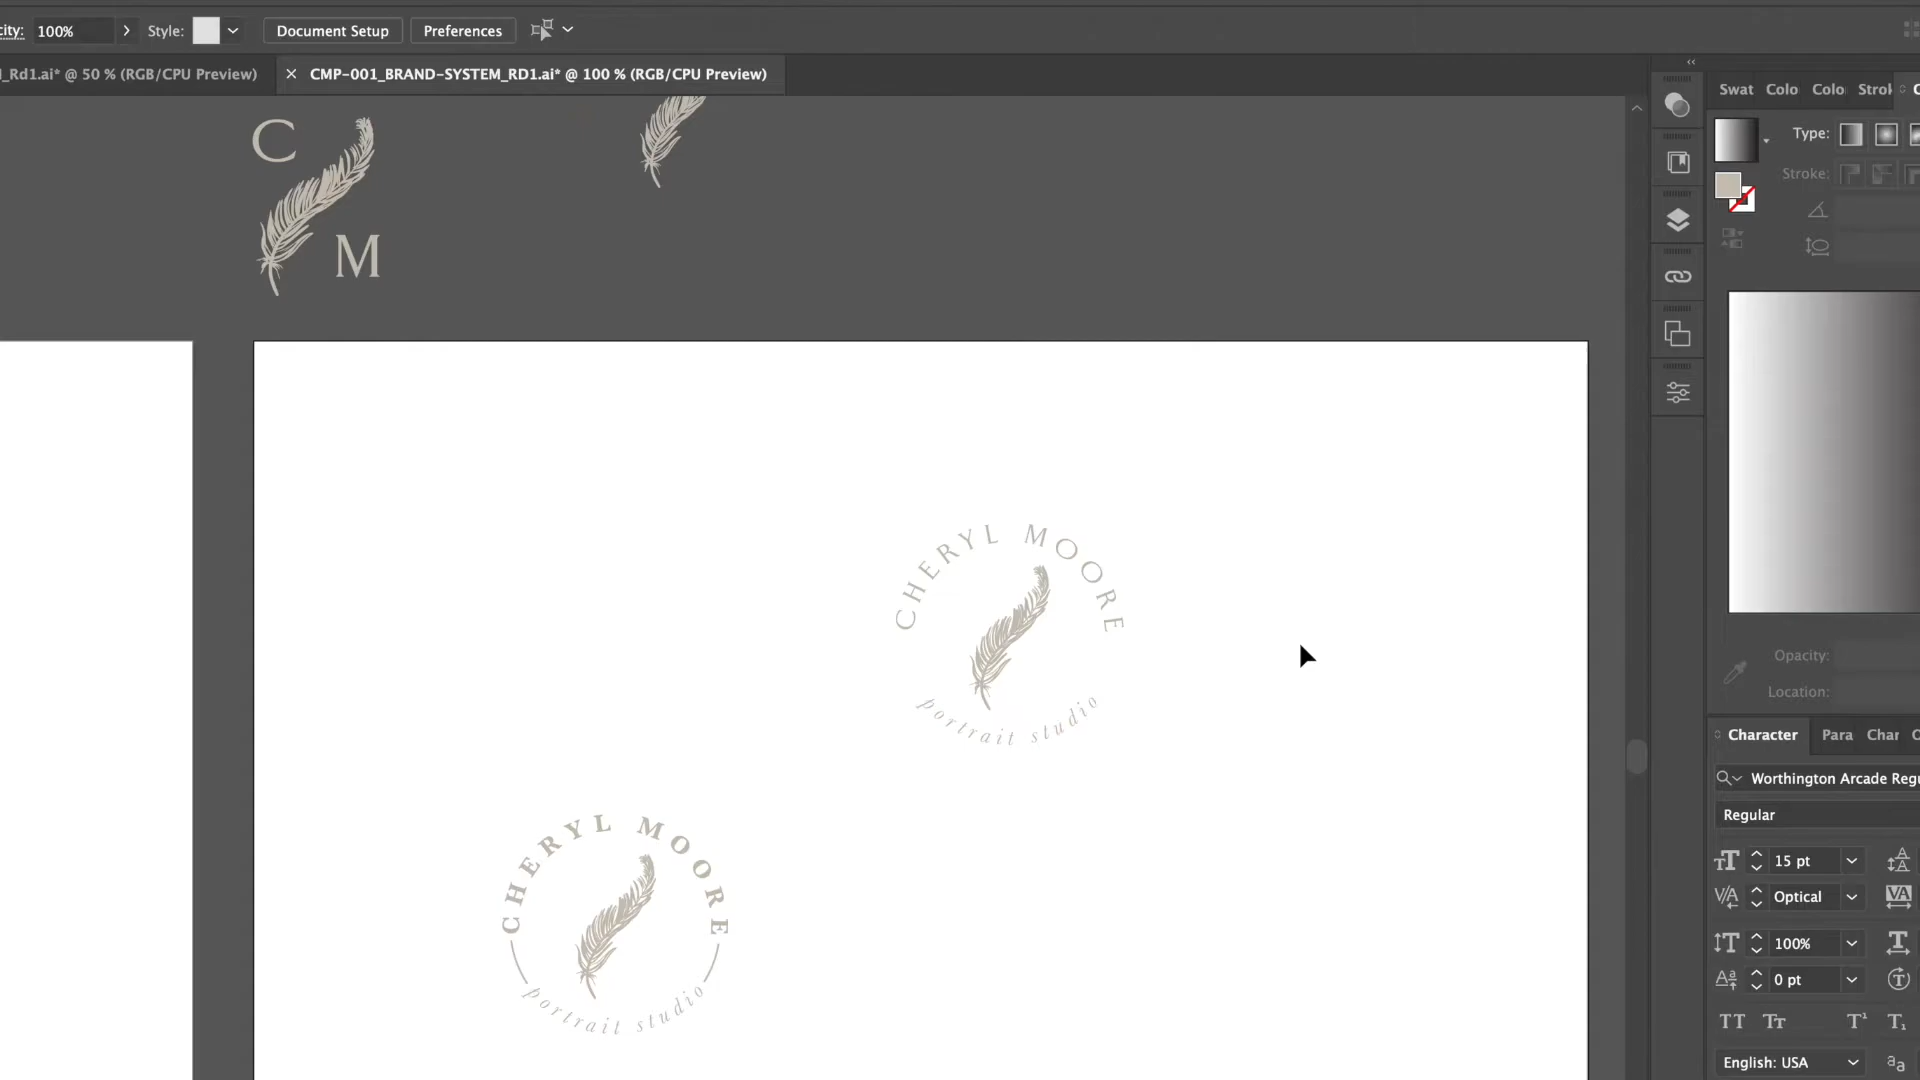 city: 100% Style: Document Setup Preferences
_Rd1.ai* @ 50 % (RGB/CPU Preview) × CMP-001_BRAND-SYSTEM_RD1.ai* @ 100 % (RGB/CPU Preview)
Swat Colo Colo Strok
Type:
Stroke:
C
M
CHERYL MOORE
portrait studio
CHERYL MOORE
portrait studio
Opacity:
Location:
Character Para Char
Worthington Arcade Regu
Regular
15 pt
Optical
100%
0 pt
TT Tt T¹ T₁
English: USA